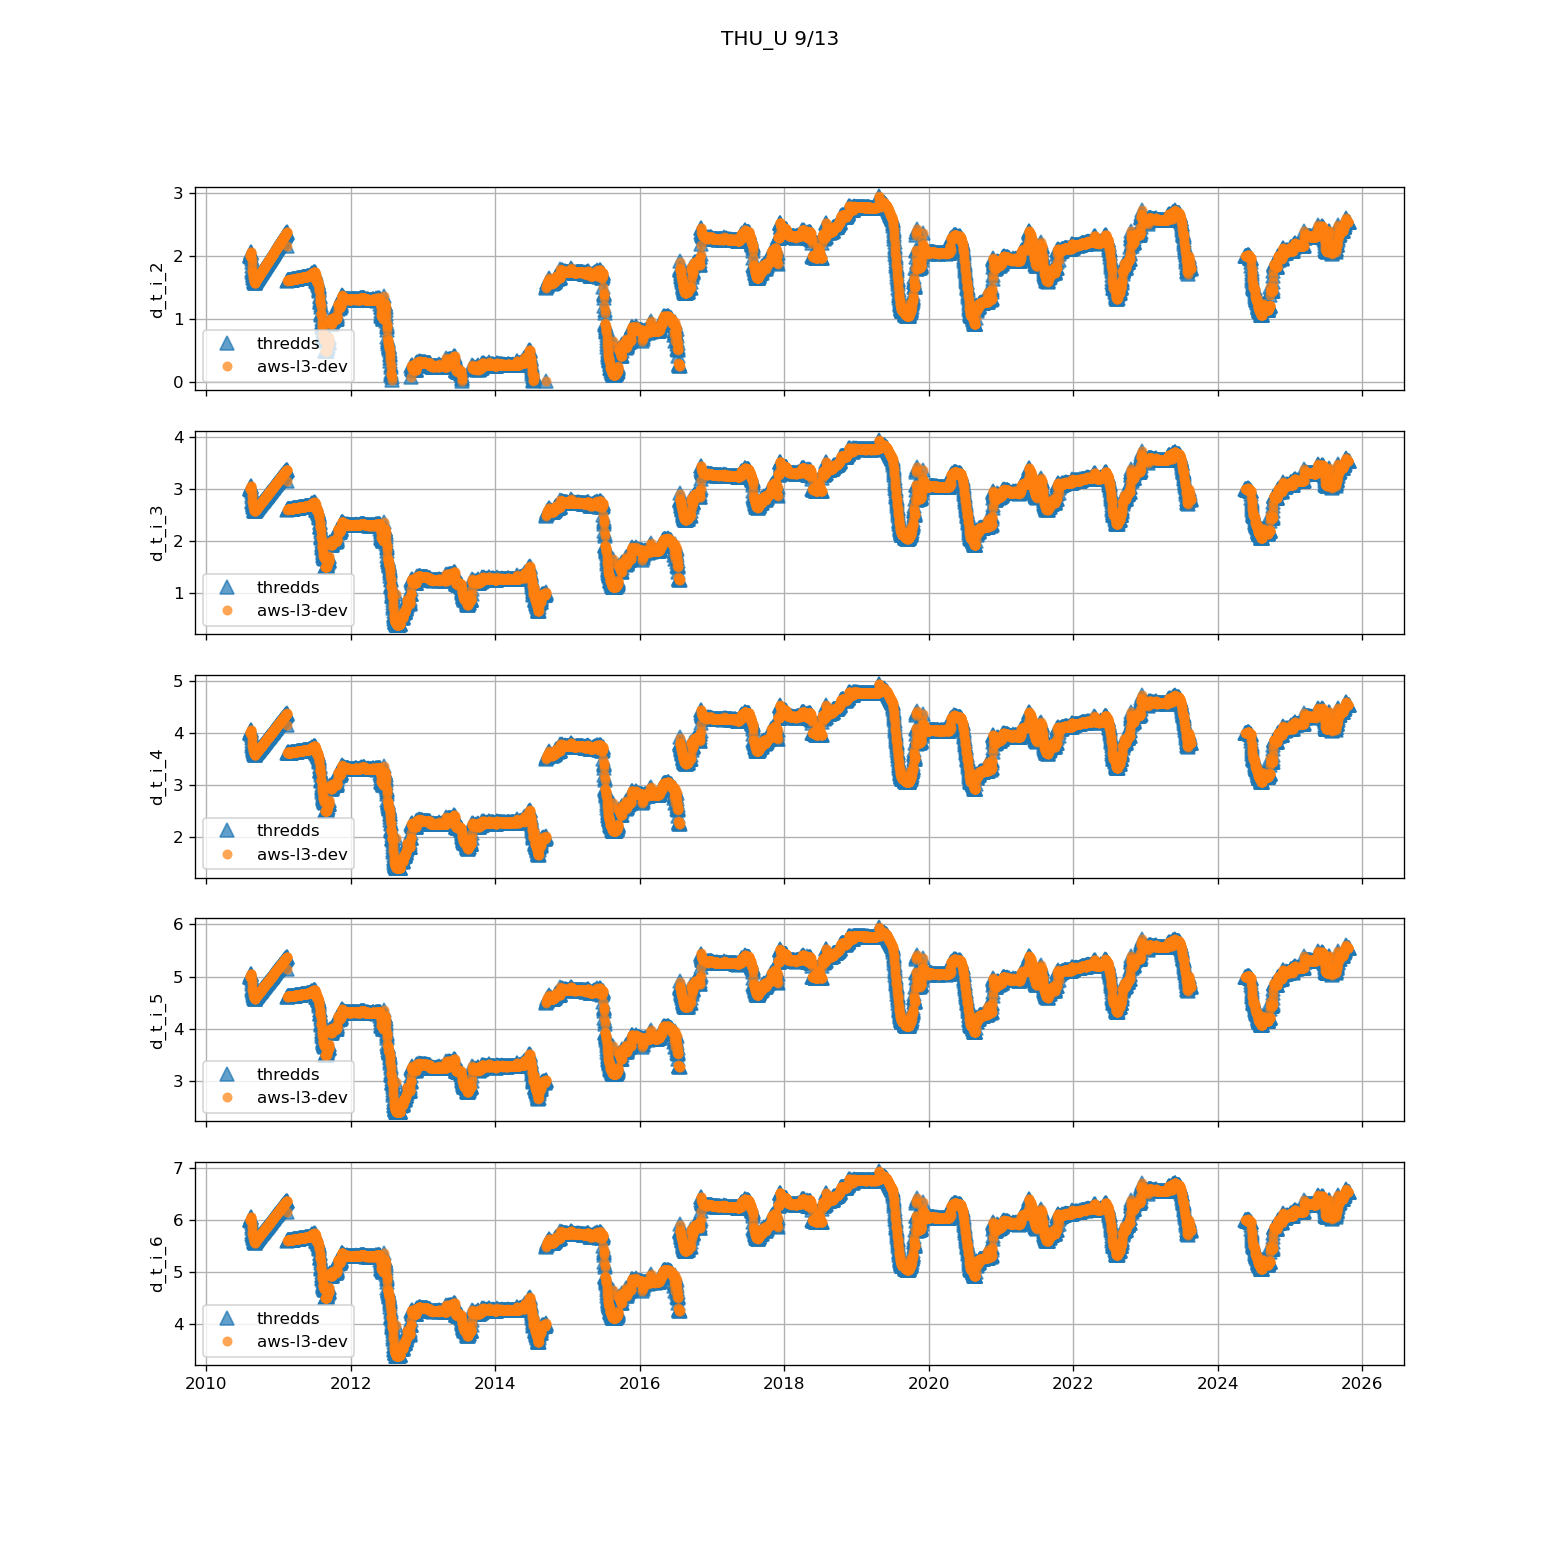 THU_U 9/13
3
2
1
0
d_t_i_2
thredds
aws-l3-dev
4
3
2
1
d_t_i_3
thredds
aws-l3-dev
5
4
3
2
d_t_i_4
thredds
aws-l3-dev
6
5
4
3
d_t_i_5
thredds
aws-l3-dev
7
6
5
4
d_t_i_6
thredds
aws-l3-dev
2010 2012 2014 2016 2018 2020 2022 2024 2026